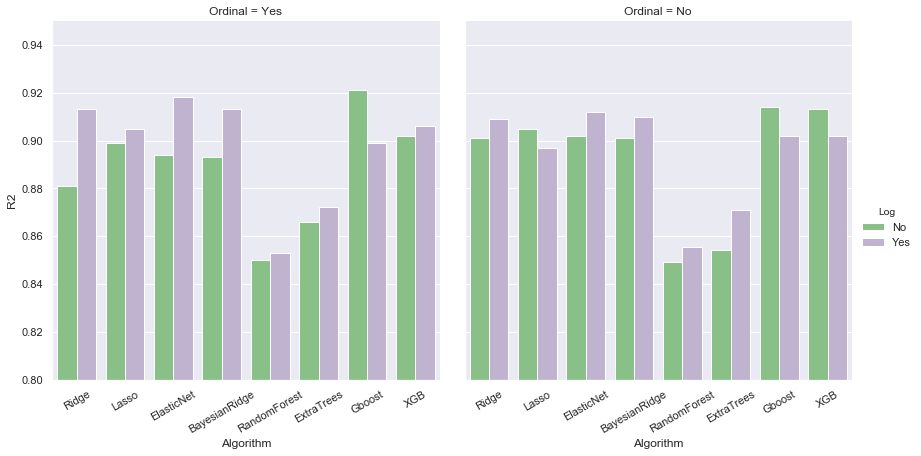 Ordinal = Yes
Ordinal = No
R2
0.94
0.92
0.90
0.88
0.86
0.84
0.82
0.80
Ridge
Lasso
ElasticNet
BayesianRidge
RandomForest
ExtraTrees
Gboost
XGB
Algorithm
Ridge
Lasso
ElasticNet
BayesianRidge
RandomForest
ExtraTrees
Gboost
XGB
Algorithm
Log
No
Yes